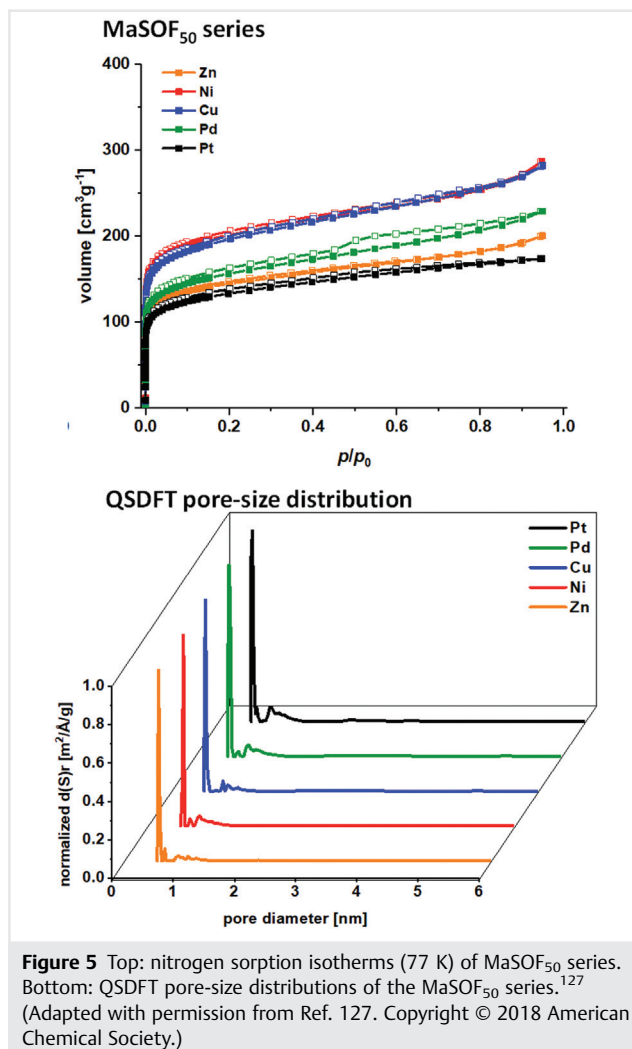 MaSOF50 series
400
300
200
100
0
volume [cm3g-1]
Zn
Ni
Cu
Pd
Pt
0.0 0.2 0.4 0.6 0.8 1.0
p/p0
QSDFT pore-size distribution
Pt
Pd
Cu
Ni
Zn
1.0
0.8
0.6
0.4
0.2
0.0
normalized d(S)r [m2/Å/g]
0 1 2 3 4 5 6
pore diameter [nm]
Figure 5 Top: nitrogen sorption isotherms (77 K) of MaSOF50 series.
Bottom: QSDFT pore-size distributions of the MaSOF50 series.127
(Adapted with permission from Ref. 127. Copyright © 2018 American
Chemical Society.)